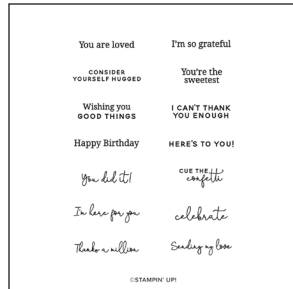 You are loved
I'm so grateful
CONSIDER
YOURSELF HUGGED
You're the
sweetest
Wishing you
GOOD THINGS
I CAN'T THANK
YOU ENOUGH
Happy Birthday
HERE'S TO YOU!
You did it!
CUE THE
confetti
I'm here for you
celebrate
Thanks a million
Sending my love
©STAMPIN' UP!